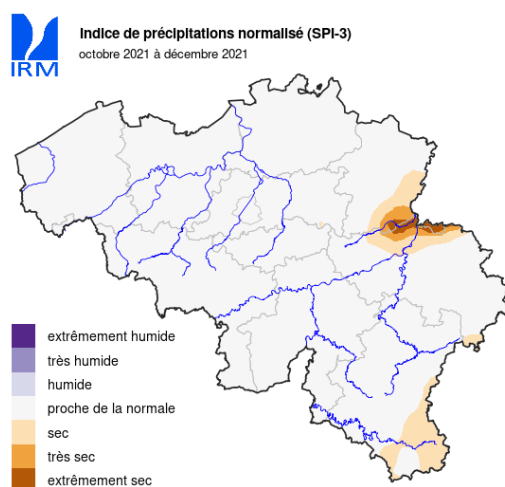 Indice de précipitations normalisé (SPI-3)
octobre 2021 à décembre 2021
IRM
extrêmement humide
très humide
humide
proche de la normale
sec
très sec
extrêmement sec